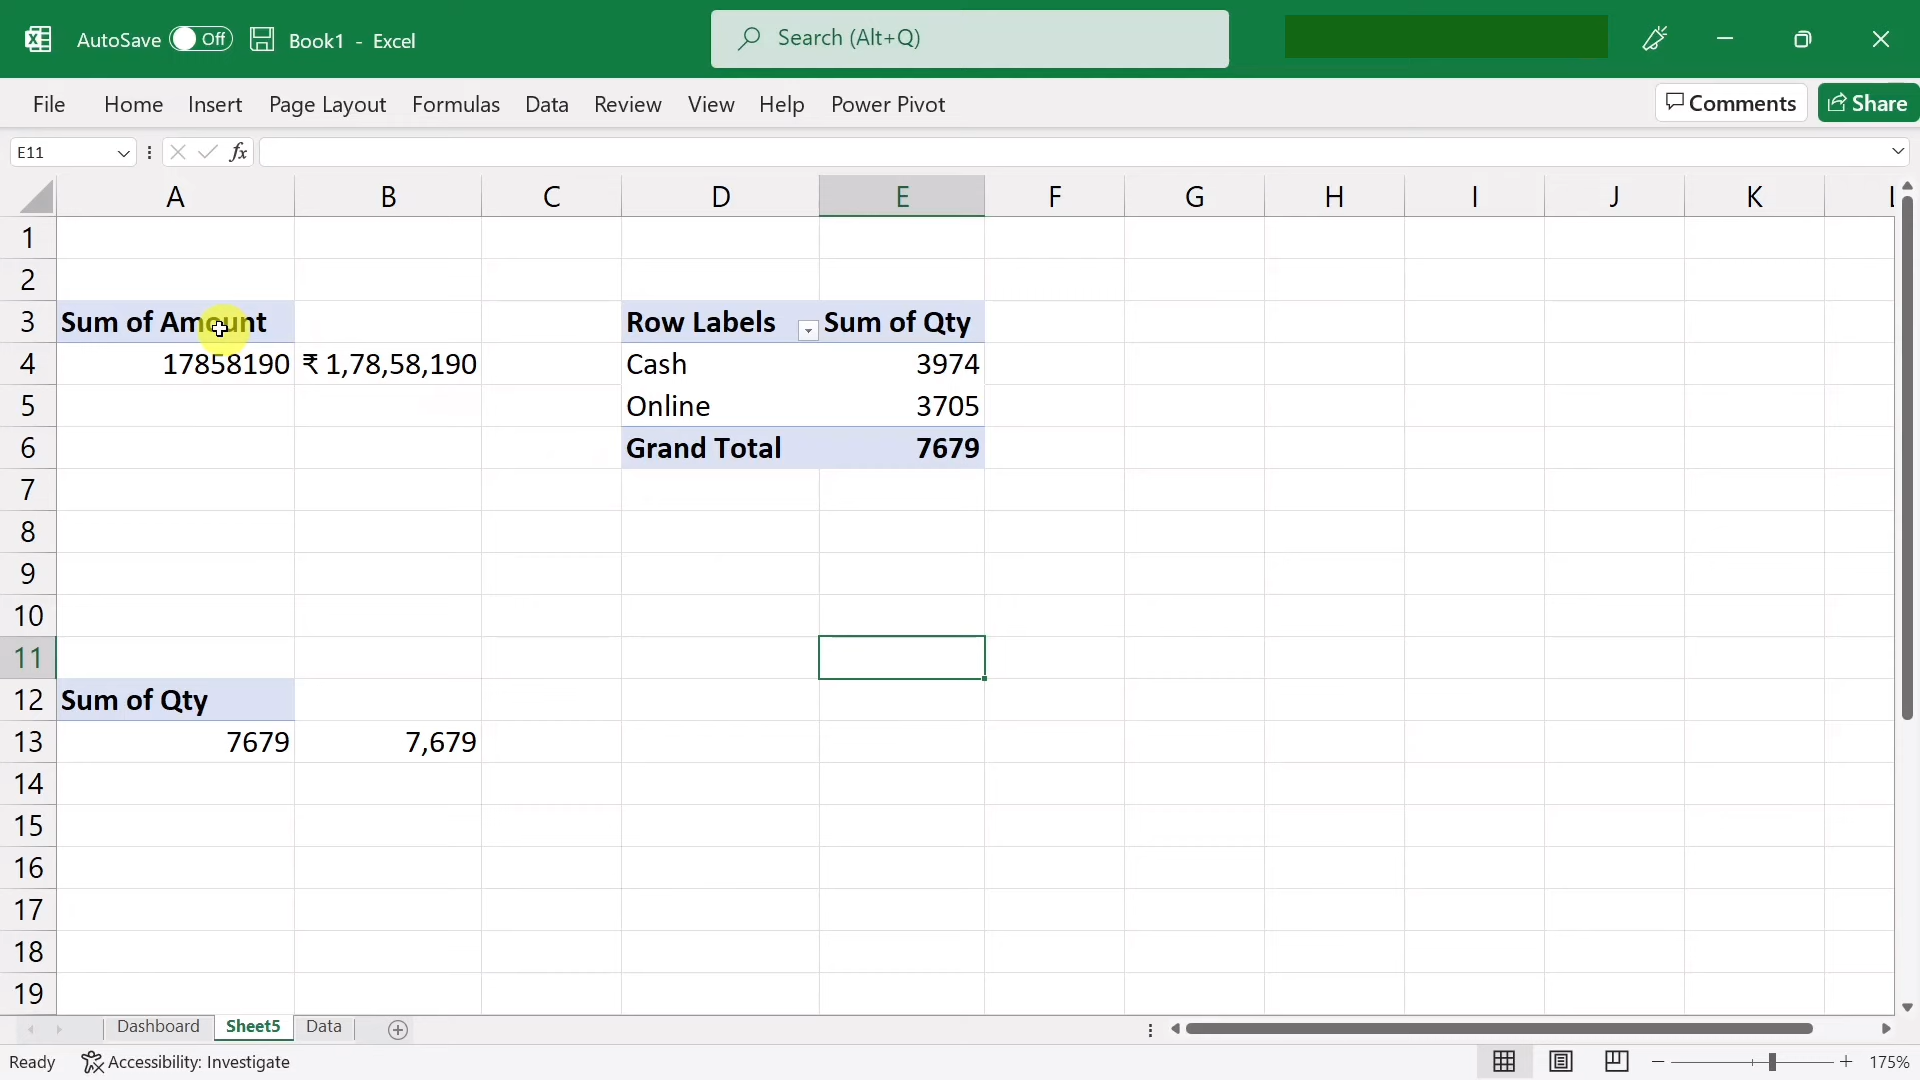 AutoSave Off Book1 - Excel Search (Alt+Q)
File Home Insert Page Layout Formulas Data Review View Help Power Pivot Comments Share
E11 fx
A B C D E F G H I J K L
1
2
3 Sum of Amount Row Labels Sum of Qty
4 17858190 ₹ 1,78,58,190 Cash 3974
5 Online 3705
6 Grand Total 7679
7
8
9
10
11
12 Sum of Qty
13 7679 7,679
14
15
16
17
18
19
Dashboard Sheet5 Data
Ready Accessibility: Investigate 175%